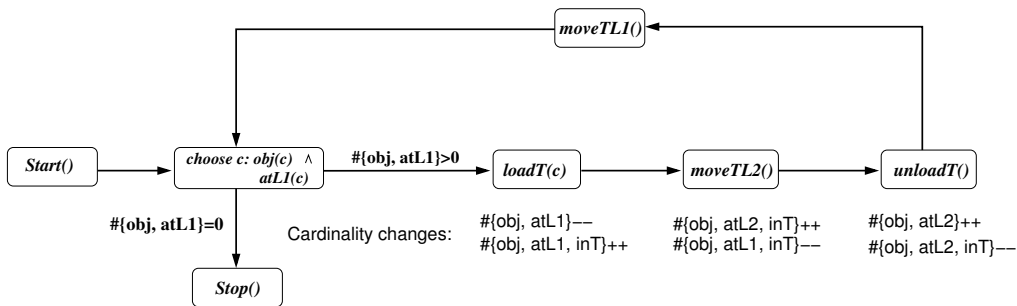 moveTL1()
Start()
choose c: obj(c) ∧
atL1(c)
#{obj, atL1}>0
loadT(c)
moveTL2()
unloadT()
#{obj, atL1}=0
Cardinality changes:
#{obj, atL1}−−
#{obj, atL1, inT}++
#{obj, atL2, inT}++
#{obj, atL1, inT}−−
#{obj, atL2}++
#{obj, atL2, inT}−−
Stop()